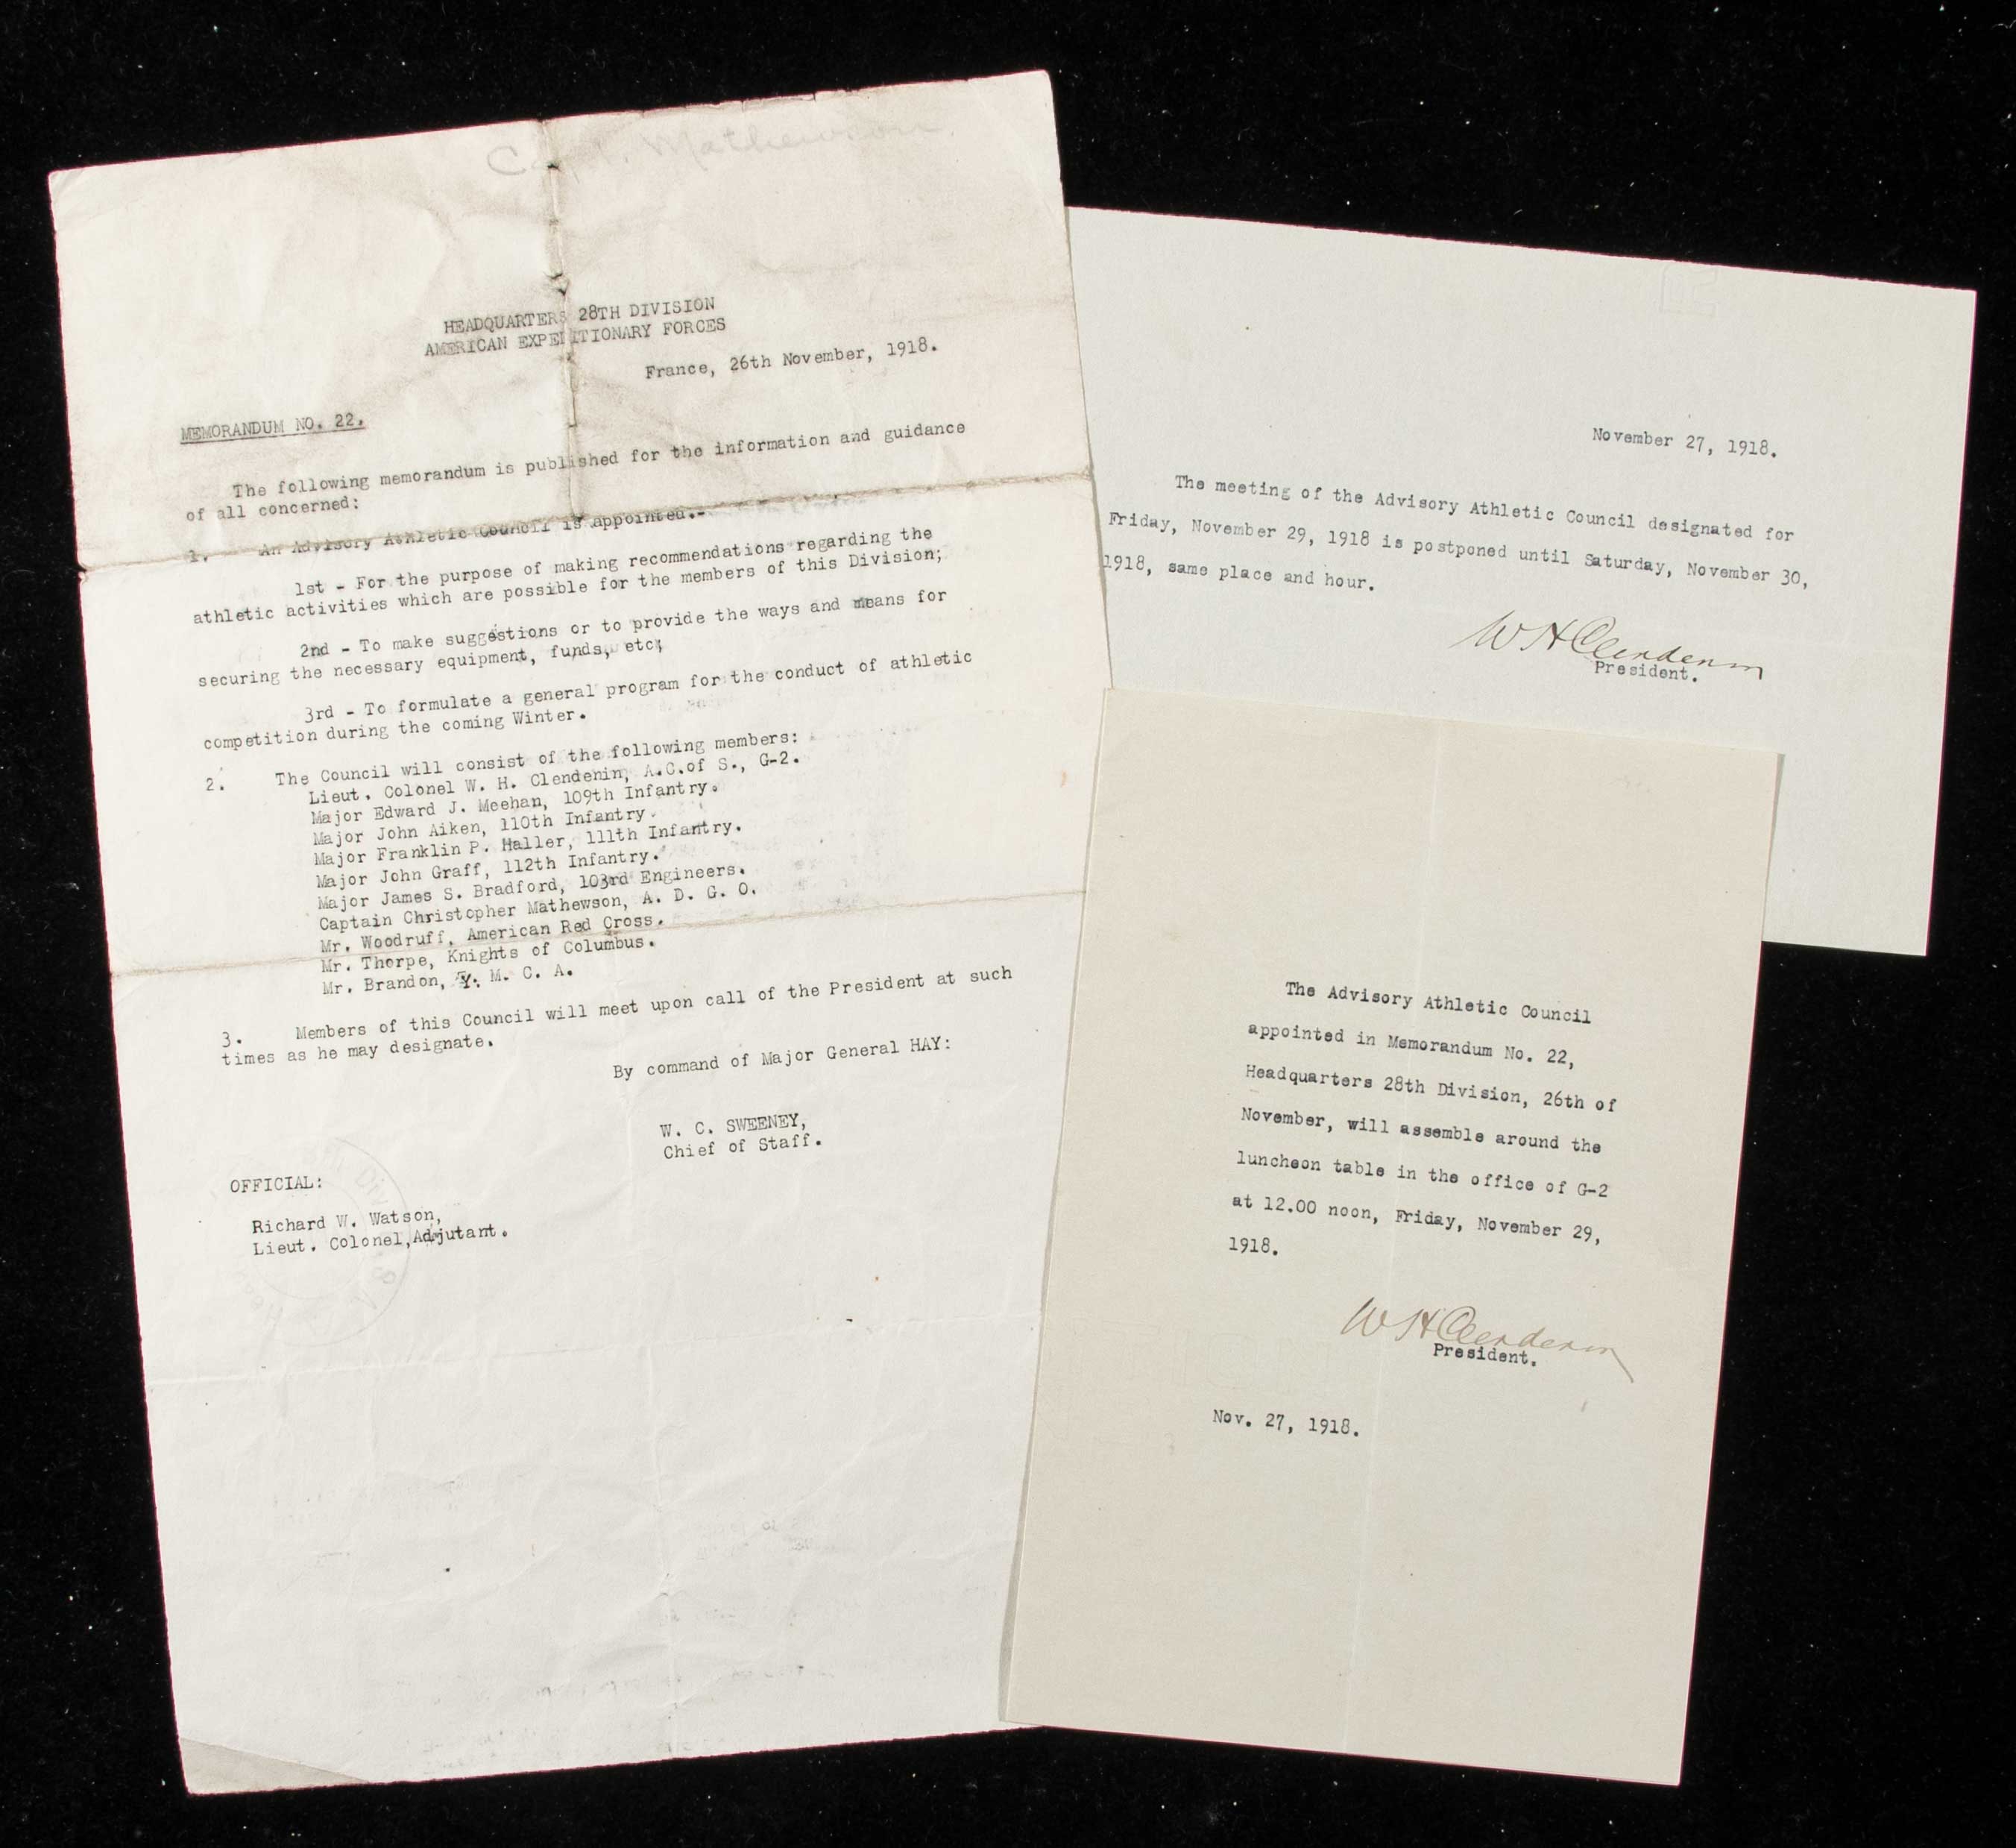 Capt. Mathewson.
HEADQUARTERS 28TH DIVISION
AMERICAN EXPEDITIONARY FORCES
France, 26th November, 1918.
MEMORANDUM NO. 22.
The following memorandum is published for the information and guidance
of all concerned:
1. An Advisory Athletic Council is appointed.-
1st - For the purpose of making recommendations regarding the
athletic activities which are possible for the members of this Division;
2nd - To make suggestions or to provide the ways and means for
securing the necessary equipment, funds, etc;
3rd - To formulate a general program for the conduct of athletic
competition during the coming Winter.
2. The Council will consist of the following members:
Lieut. Colonel W. H. Clendenin, A.C.of S., G-2.
Major Edward J. Meehan, 109th Infantry.
Major John Aiken, 110th Infantry.
Major Franklin P. Haller, 111th Infantry.
Major John Graff, 112th Infantry.
Major James S. Bradford, 103rd Engineers.
Captain Christopher Mathewson, A. D. G. O.
Mr. Woodruff, American Red Cross.
Mr. Thorpe, Knights of Columbus.
Mr. Brandon, Y. M. C. A.
3. Members of this Council will meet upon call of the President at such
times as he may designate.
By command of Major General HAY:
W. C. SWEENEY,
Chief of Staff.
OFFICIAL:
Richard W. Watson,
Lieut. Colonel,Adjutant.
November 27, 1918.
The meeting of the Advisory Athletic Council designated for
Friday, November 29, 1918 is postponed until Saturday, November 30,
1918, same place and hour.
W H Clendenin
President.
The Advisory Athletic Council
appointed in Memorandum No. 22,
Headquarters 28th Division, 26th of
November, will assemble around the
luncheon table in the office of G-2
at 12.00 noon, Friday, November 29,
1918.
W H Clendenin
President.
Nov. 27, 1918.